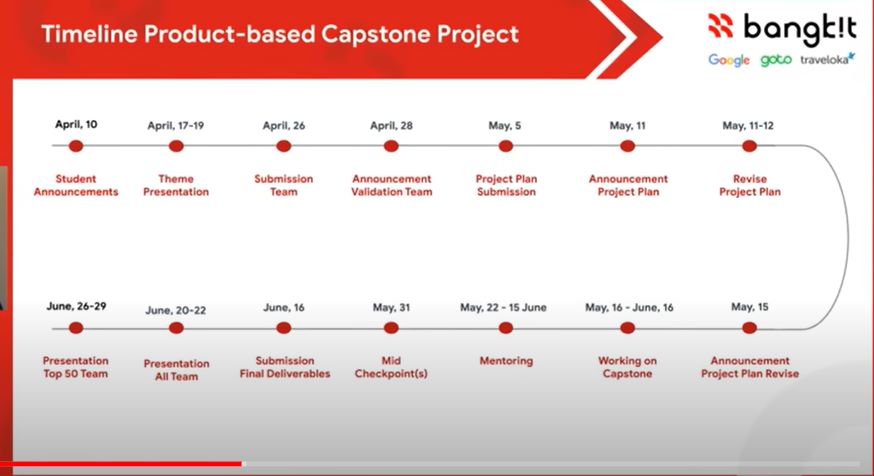 Timeline Product-based Capstone Project
bangk!t
Google goto traveloka
April, 10
Student
Announcements
April, 17-19
Theme
Presentation
April, 26
Submission
Team
April, 28
Announcement
Validation Team
May, 5
Project Plan
Submission
May, 11
Announcement
Project Plan
May, 11-12
Revise
Project Plan
May, 15
Announcement
Project Plan Revise
May, 16 - June, 16
Working on
Capstone
May, 22 - 15 June
Mentoring
May, 31
Mid
Checkpoint(s)
June, 16
Submission
Final Deliverables
June, 20-22
Presentation
All Team
June, 26-29
Presentation
Top 50 Team